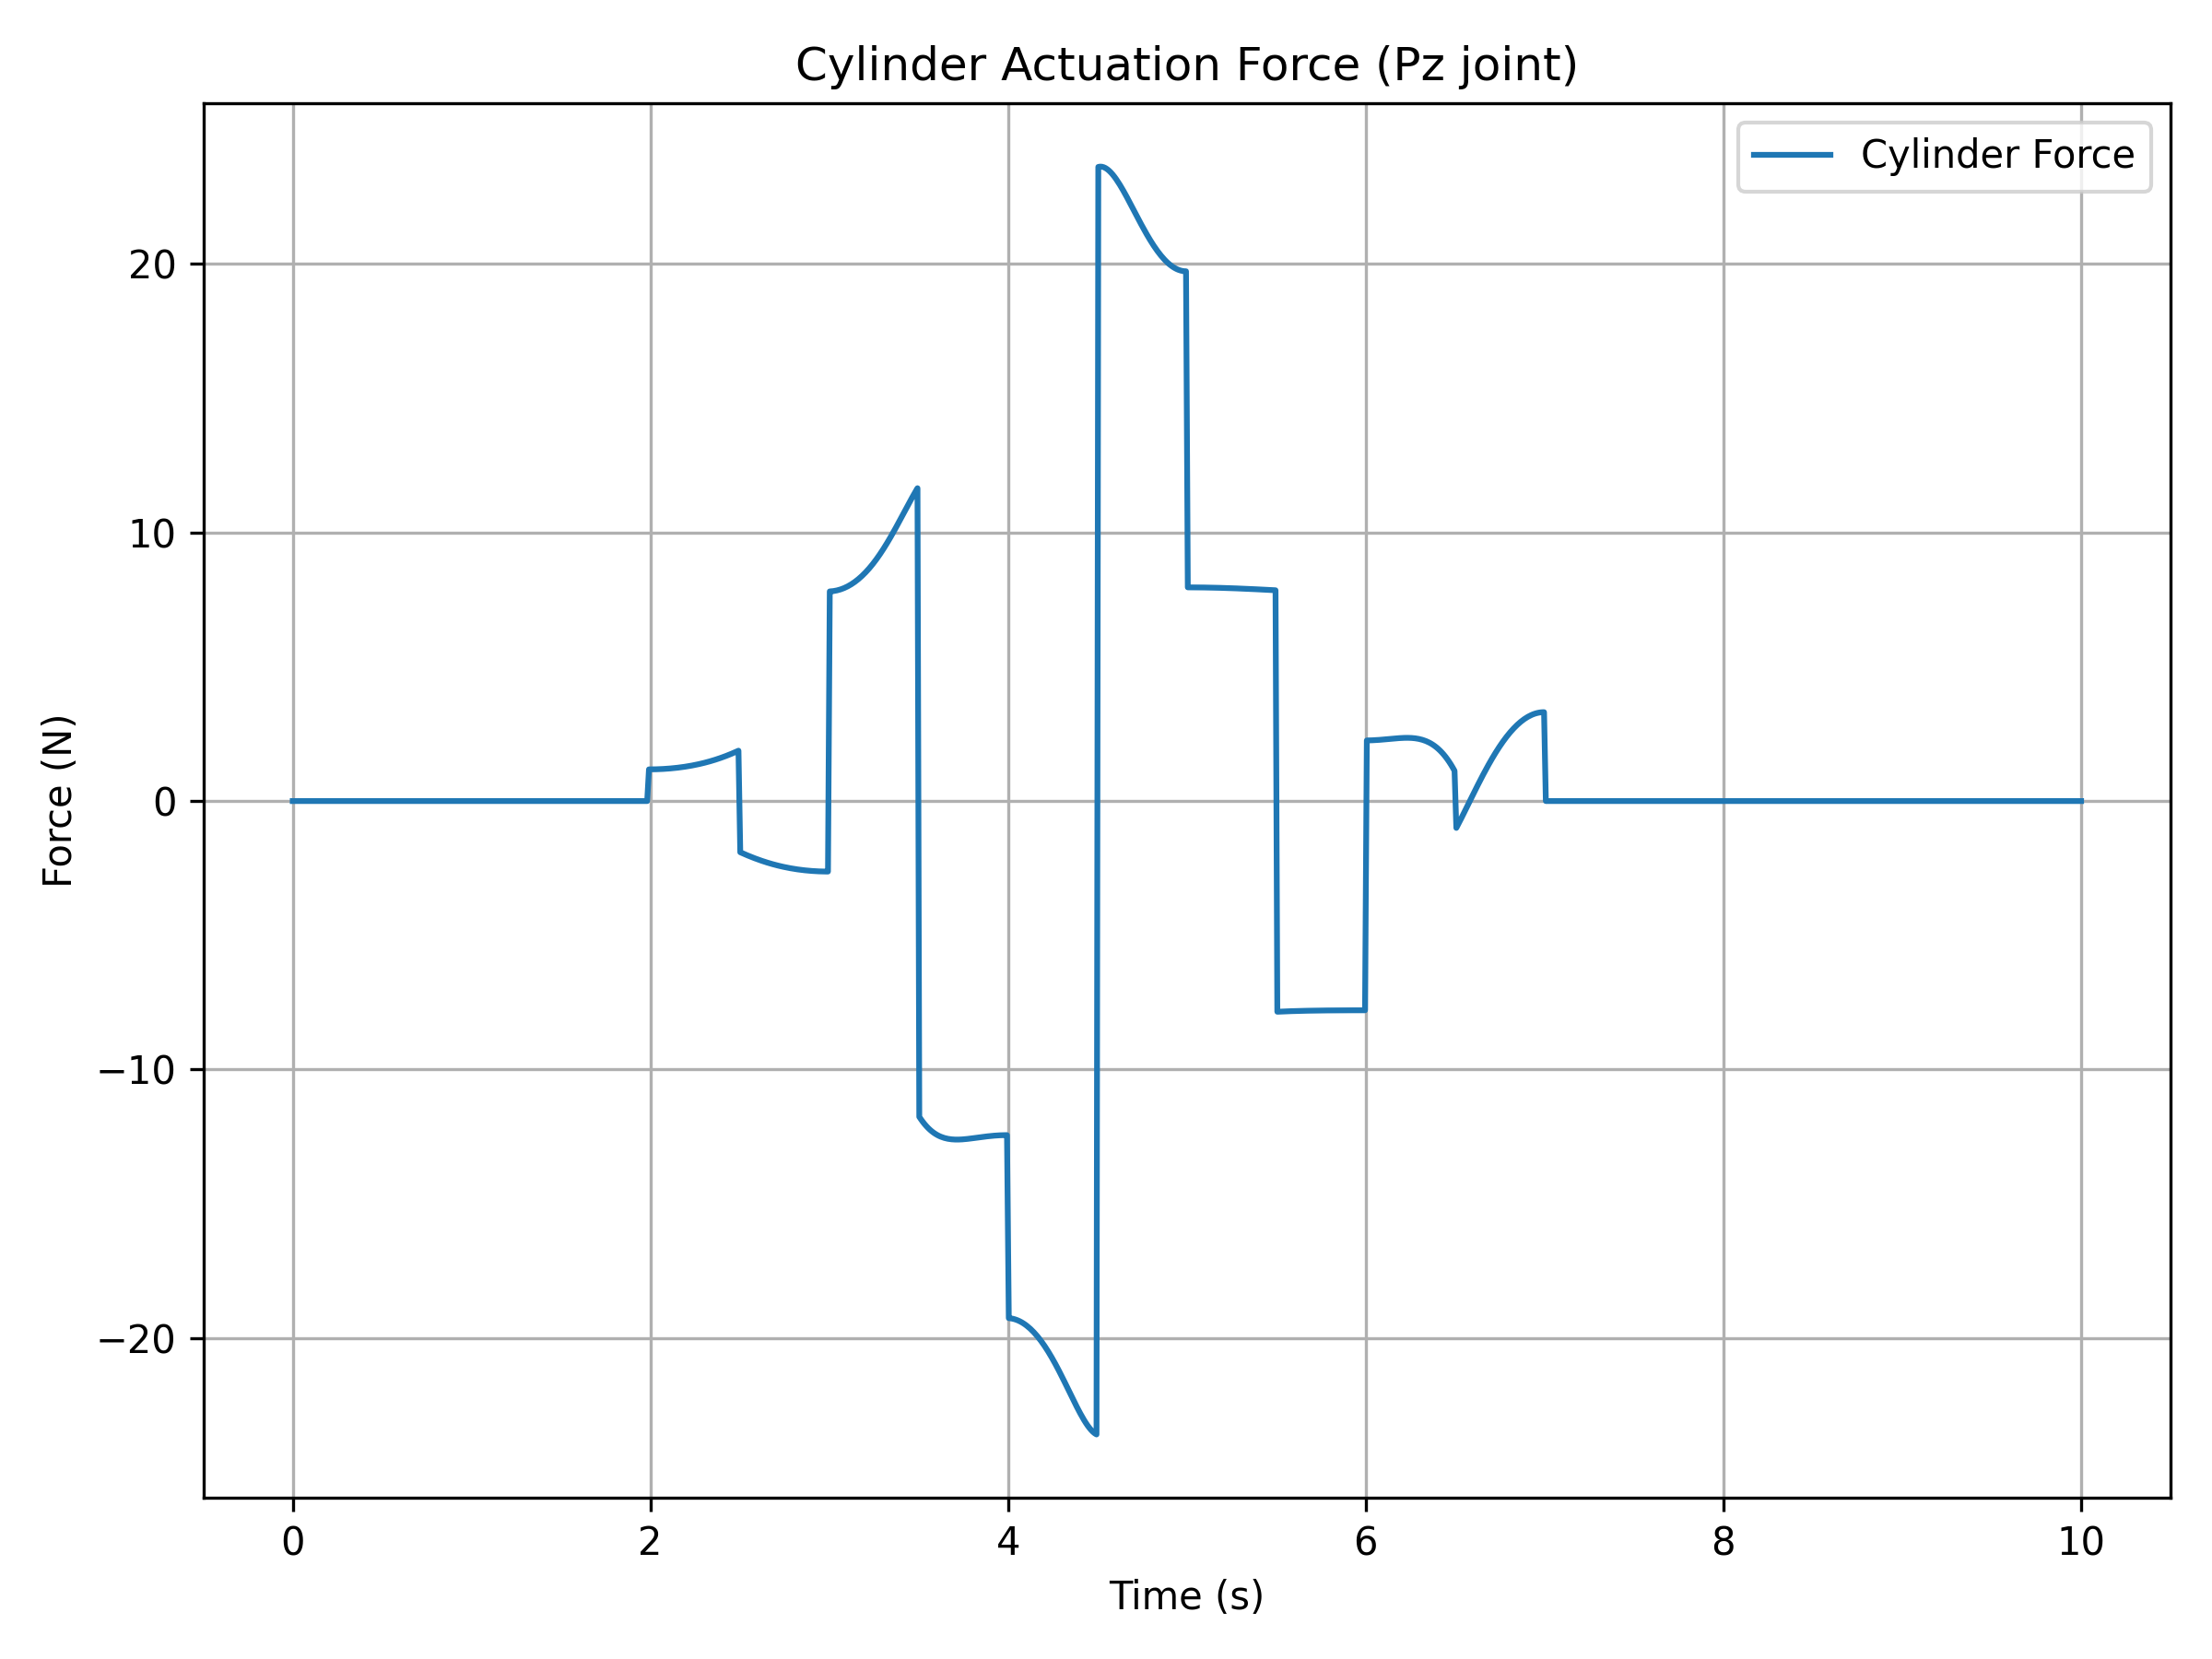 Cylinder Actuation Force (Pz joint)
Cylinder Force
20
10
0
−10
−20
Force (N)
0 2 4 6 8 10
Time (s)